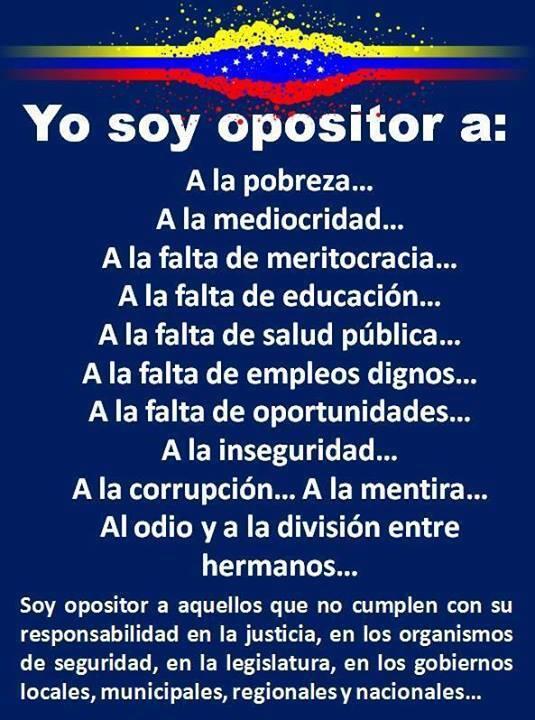 Yo soy opositor a:
A la pobreza...
A la mediocridad...
A la falta de meritocracia...
A la falta de educación...
A la falta de salud pública...
A la falta de empleos dignos...
A la falta de oportunidades...
A la inseguridad...
A la corrupción... A la mentira...
Al odio y a la división entre
hermanos...
Soy opositor a aquellos que no cumplen con su
responsabilidad en la justicia, en los organismos
de seguridad, en la legislatura, en los gobiernos
locales, municipales, regionales y nacionales...